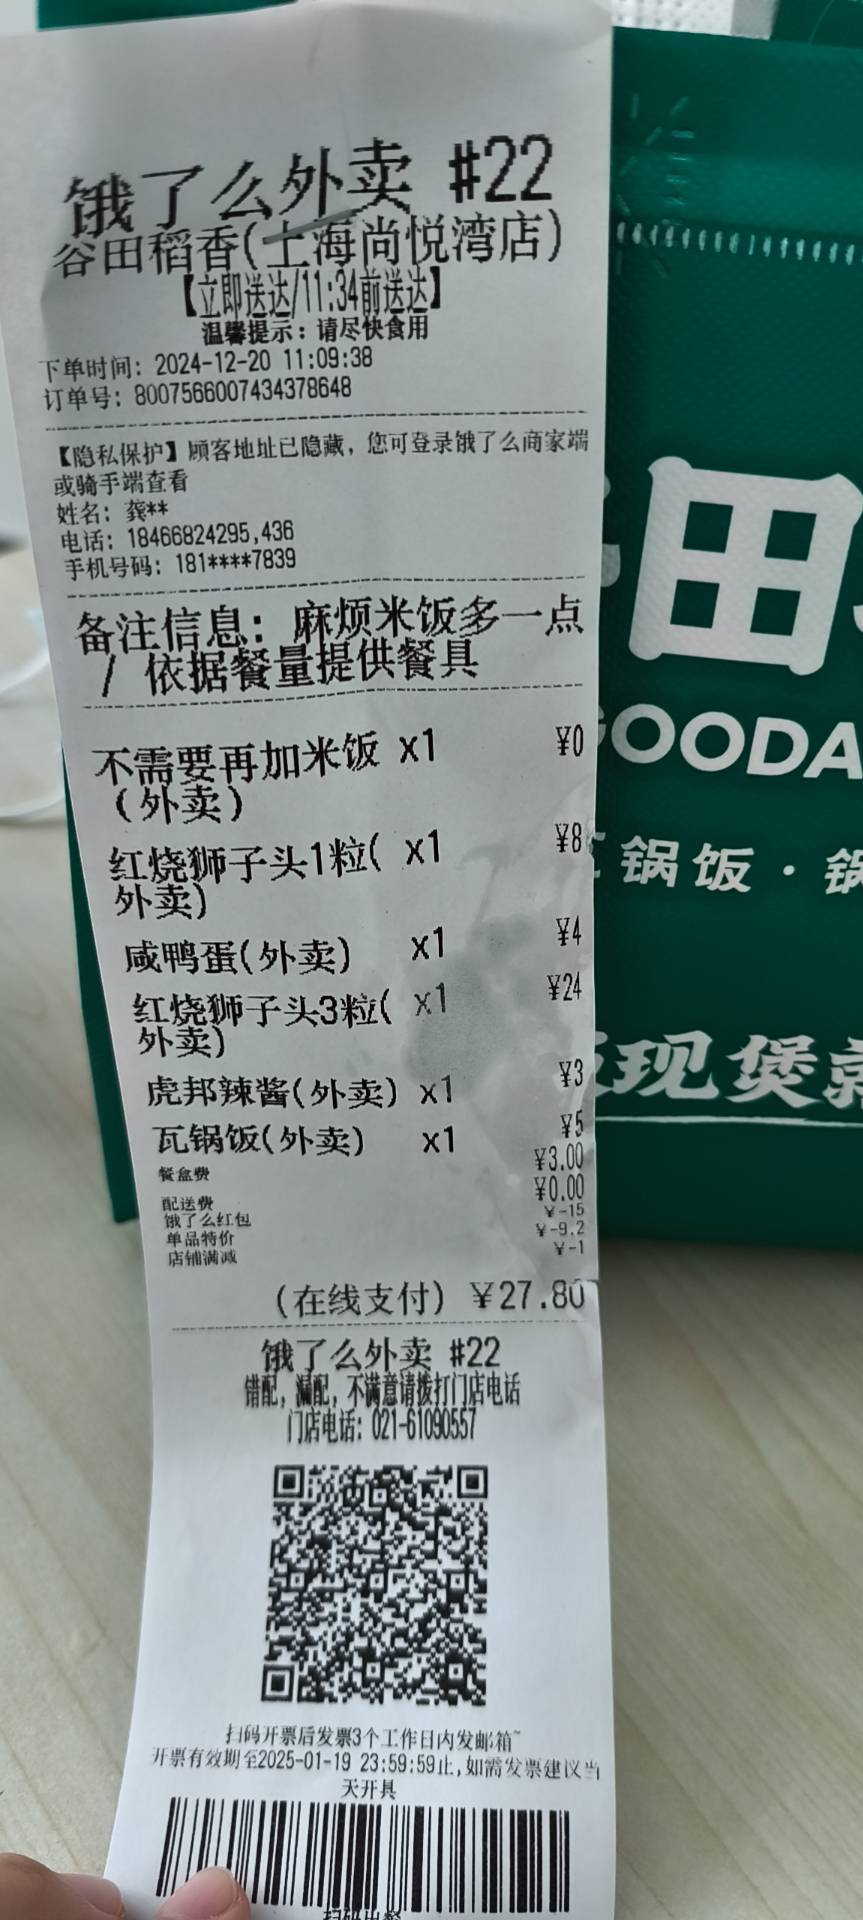 饿了么外卖 #22
谷田稻香(上海尚悦湾店)
【立即送达/11:34前送达】
温馨提示：请尽快食用
下单时间: 2024-12-20 11:09:38
订单号: 8007566007434378648
【隐私保护】顾客地址已隐藏，您可登录饿了么商家端
或骑手端查看
姓名: 龚**
电话: 18466824295,436
手机号码: 181****7839
备注信息: 麻烦米饭多一点
/ 依据餐量提供餐具
不需要再加米饭 x1 ¥0
(外卖)
红烧狮子头1粒( x1 ¥8
外卖)
咸鸭蛋(外卖) x1 ¥4
红烧狮子头3粒( x1 ¥24
外卖)
虎邦辣酱(外卖) x1 ¥3
瓦锅饭(外卖) x1 ¥5
餐盒费 ¥3.00
配送费 ¥0.00
饿了么红包 ¥-15
单品特价 ¥-9.2
店铺满减 ¥-1
(在线支付) ¥27.80
饿了么外卖 #22
错配，漏配，不满意请拨打门店电话
门店电话: 021-61090557
扫码开票后发票3个工作日内发邮箱~
开票有效期至2025-01-19 23:59:59止,如需发票建议当
天开具
扫码出餐
田
GOODA
锅饭·锅
现煲